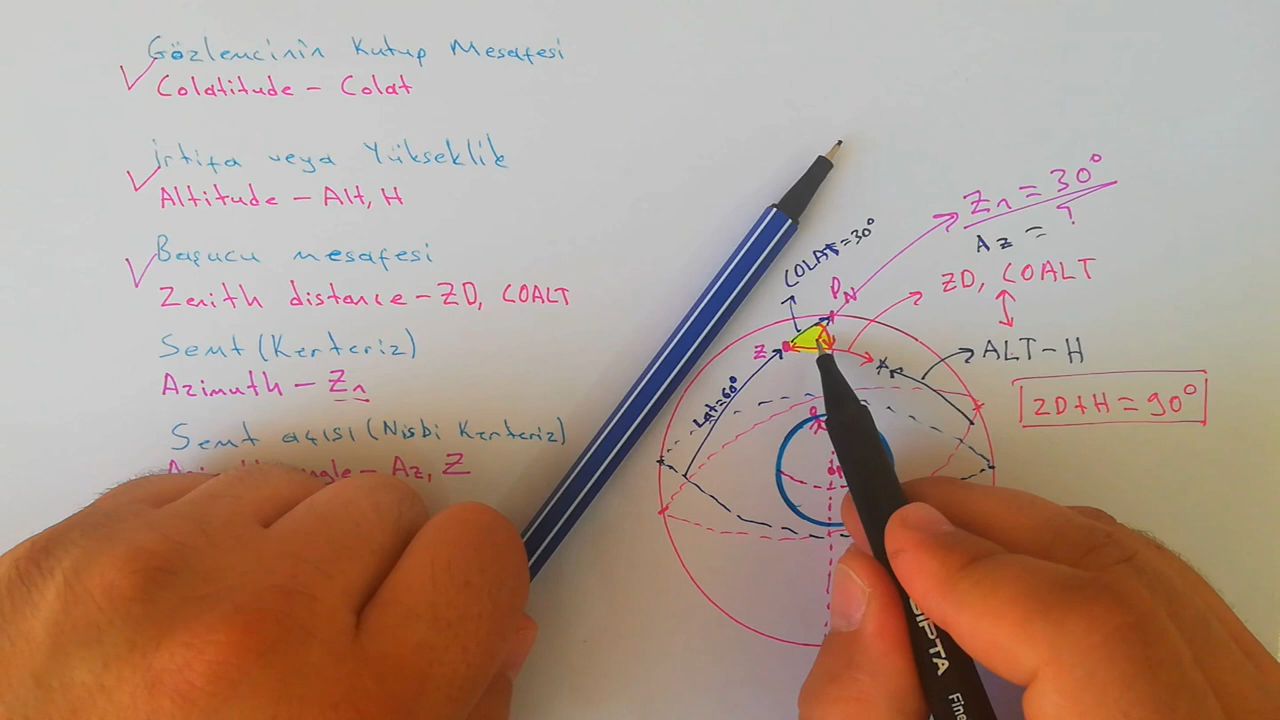 Gözlemcinin Kutup Mesafesi
Colatitude - Colat
İrtifa veya Yükseklik
Altitude - Alt, H
Başucu mesafesi
Zenith distance - ZD, COALT
Semt (Kerteriz)
Azimuth - Zn
Semt açısı (Nisbi Kerteriz)
Az, Z
Zn = 30°
Az = ?
ZD, COALT
COLAT = 30°
PN
Z
ALT - H
Lat = 60°
ZD + H = 90°
Fine